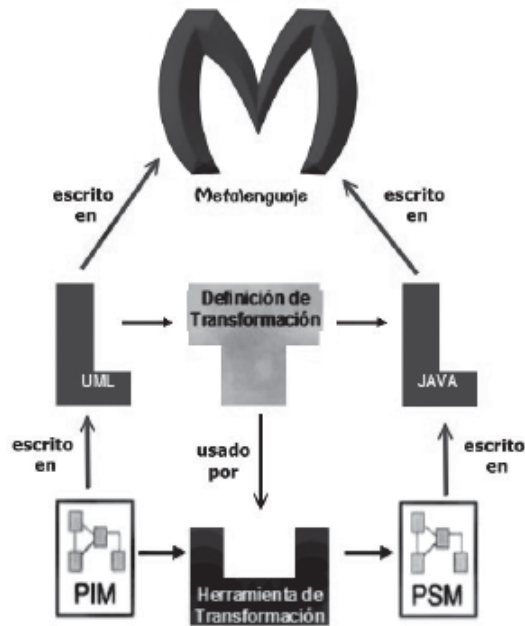 Metalenguaje
escrito
en
escrito
en
Definición de
Transformación
UML
JAVA
escrito
en
usado
por
escrito
en
PIM
Herramienta de
Transformación
PSM